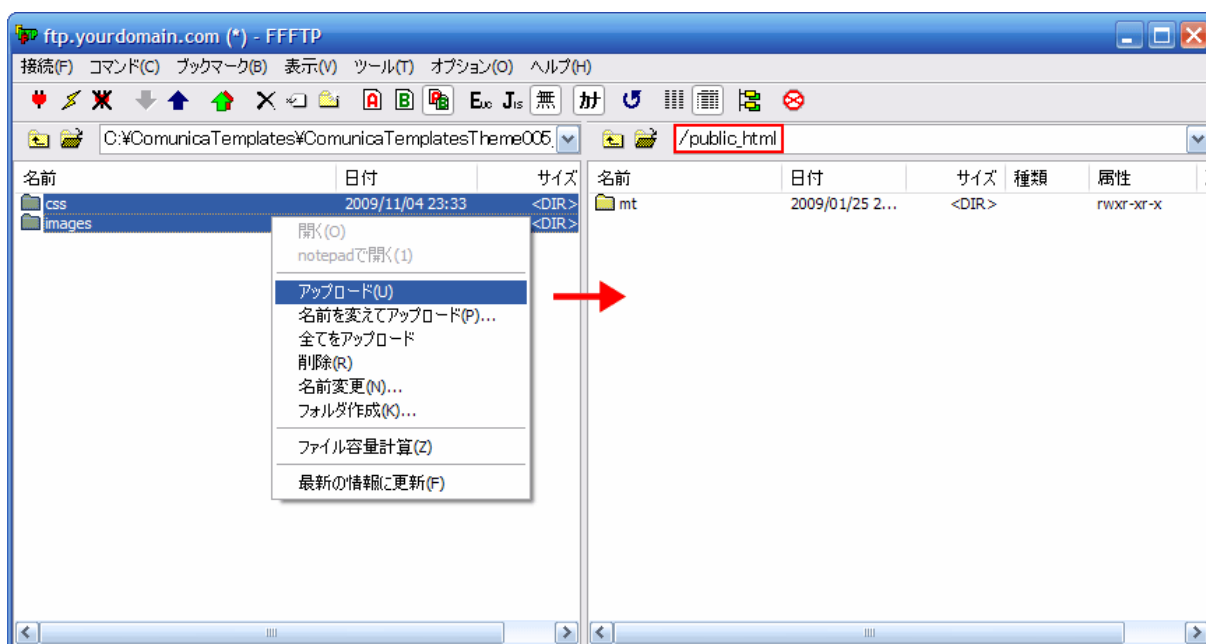 ftp.yourdomain.com (*) - FFFTP
接続(F) コマンド(C) ブックマーク(B) 表示(V) ツール(T) オプション(O) ヘルプ(H)
A B Euc Jis 無 カナ
C:¥ComunicaTemplates¥ComunicaTemplatesTheme005 /public_html
名前 日付 サイズ 名前 日付 サイズ 種類 属性
css 2009/11/04 23:33 <DIR> mt 2009/01/25 2... <DIR> rwxr-xr-x
images <DIR>
開く(O)
notepadで開く(1)
アップロード(U)
名前を変えてアップロード(P)...
全てをアップロード
削除(R)
名前変更(N)...
フォルダ作成(K)...
ファイル容量計算(Z)
最新の情報に更新(F)